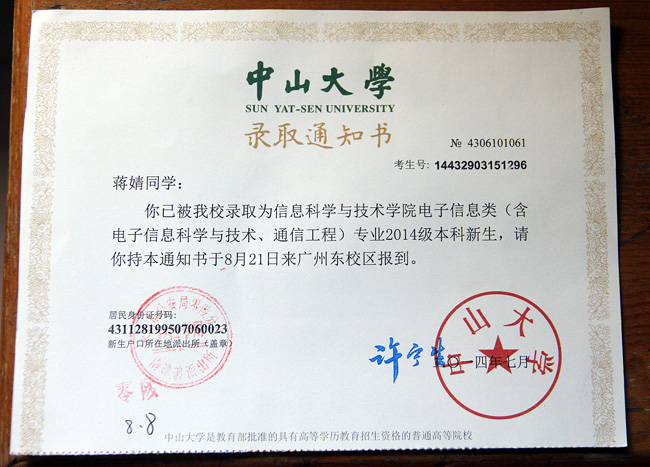 中山大學
SUN YAT-SEN UNIVERSITY
录取通知书
№ 4306101061
考生号: 14432903151296
蒋婧同学:
你已被我校录取为信息科学与技术学院电子信息类（含
电子信息科学与技术、通信工程）专业2014级本科新生，请
你持本通知书于8月21日来广州东校区报到。
居民身份证号码:
431128199507060023
新生户口所在地派出所（盖章）
中山大学
许宁生
二〇一四年七月
8.8
中山大学是教育部批准的具有高等学历教育招生资格的普通高等院校